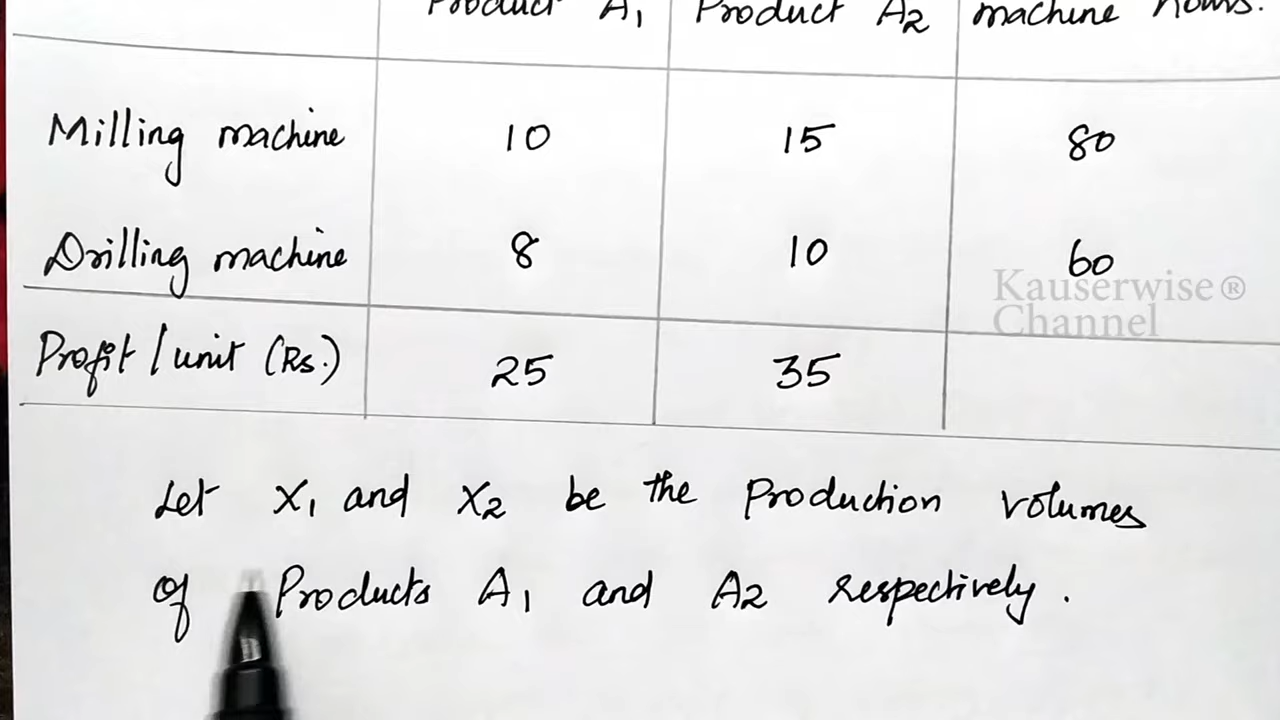 Product A1 Product A2 machine hours.
Milling machine 10 15 80
Drilling machine 8 10 60
Kauserwise®
Channel
Profit / unit (Rs.) 25 35
Let X1 and X2 be the Production volumes
of Products A1 and A2 respectively.